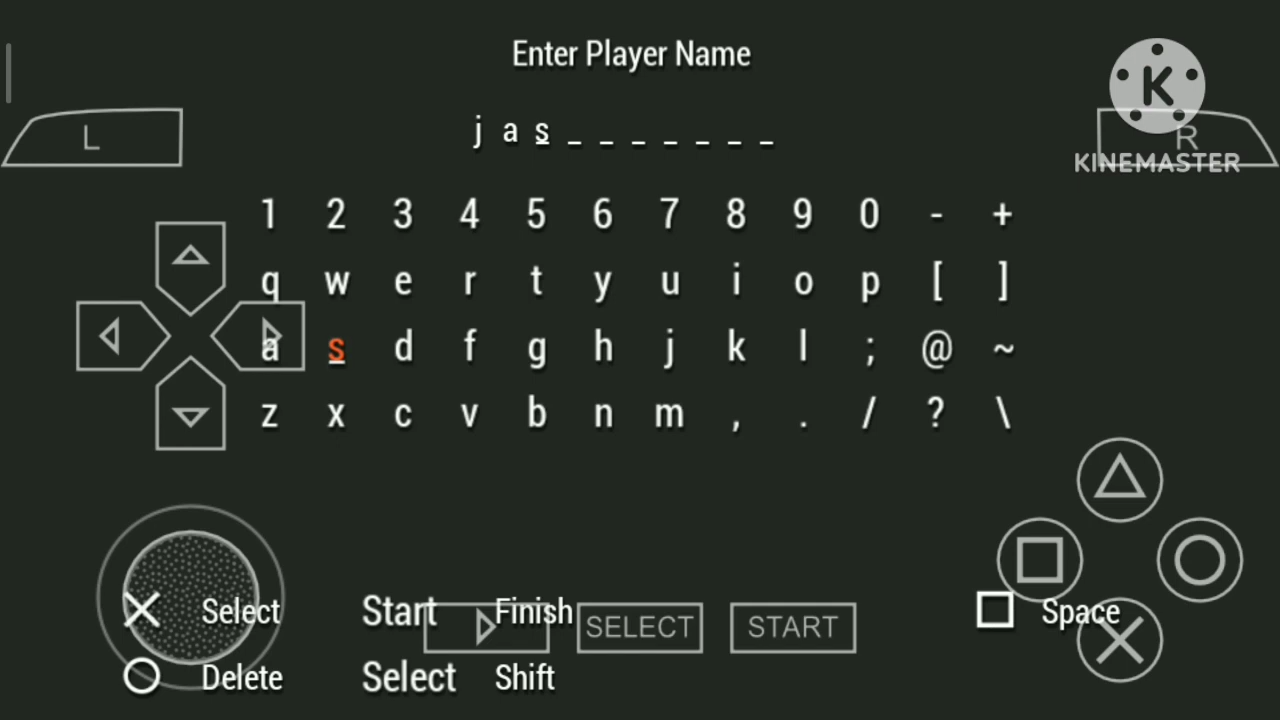 Enter Player Name
K
KINEMASTER
j a s _ _ _ _ _ _ _
L
R
1 2 3 4 5 6 7 8 9 0 - +
q w e r t y u i o p [ ]
a s d f g h j k l ; @ ~
z x c v b n m , . / ? \
Select Start Finish SELECT START Space
Delete Select Shift